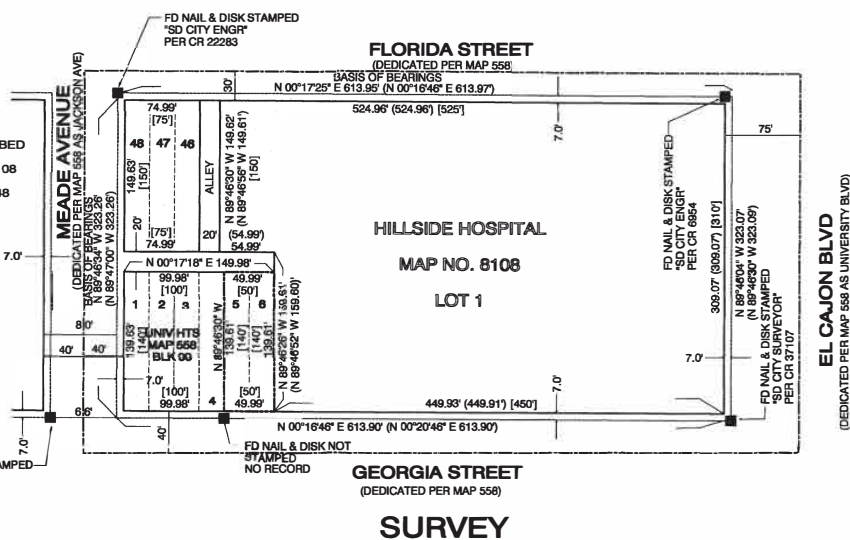 FD NAIL & DISK STAMPED
"SD CITY ENGR"
PER CR 22283
FLORIDA STREET
(DEDICATED PER MAP 558)
BASIS OF BEARINGS
N 00°17'25" E 613.95' (N 00°16'46" E 613.97')
30'
74.99'
[75']
524.96' (524.96') [525']
7.0'
75'
MEADE AVENUE
(DEDICATED PER MAP 558 AS JACKSON AVE)
BASIS OF BEARINGS
N 89°46'34" W 323.26'
(N 89°47'00" W 323.26')
BED
08
48
7.0'
48 47 46
149.63'
[150']
ALLEY
N 89°46'30" W 149.62'
(N 89°46'56" W 149.61')
[150]
20'
[75']
74.99'
20'
(54.99')
54.99'
HILLSIDE HOSPITAL
MAP NO. 8108
LOT 1
FD NAIL & DISK STAMPED
"SD CITY ENGR"
PER CR 6954
309.07' (309.07') [310']
N 89°46'04" W 323.07'
(N 89°46'30" W 323.09')
EL CAJON BLVD
(DEDICATED PER MAP 558 AS UNIVERSITY BLVD)
N 00°17'18" E 149.98'
99.98'
[100']
49.99'
[50']
1 2 3
5 6
139.63'
[140']
UNIV HTS
MAP 558
N 89°46'30" W
139.61'
[140']
[140']
139.61'
N 89°46'26" W 159.61'
(N 89°46'52" W 159.60')
80'
40' 40'
7.0'
[100']
99.98'
4
[50']
49.99'
7.0'
7.0'
449.93' (449.91') [450']
FD NAIL & DISK STAMPED
"SD CITY SURVEYOR"
PER CR 37107
6.6'
7.0'
40'
N 00°16'46" E 613.90' (N 00°20'46" E 613.90')
FD NAIL & DISK NOT
STAMPED
NO RECORD
AMPED
GEORGIA STREET
(DEDICATED PER MAP 558)
SURVEY